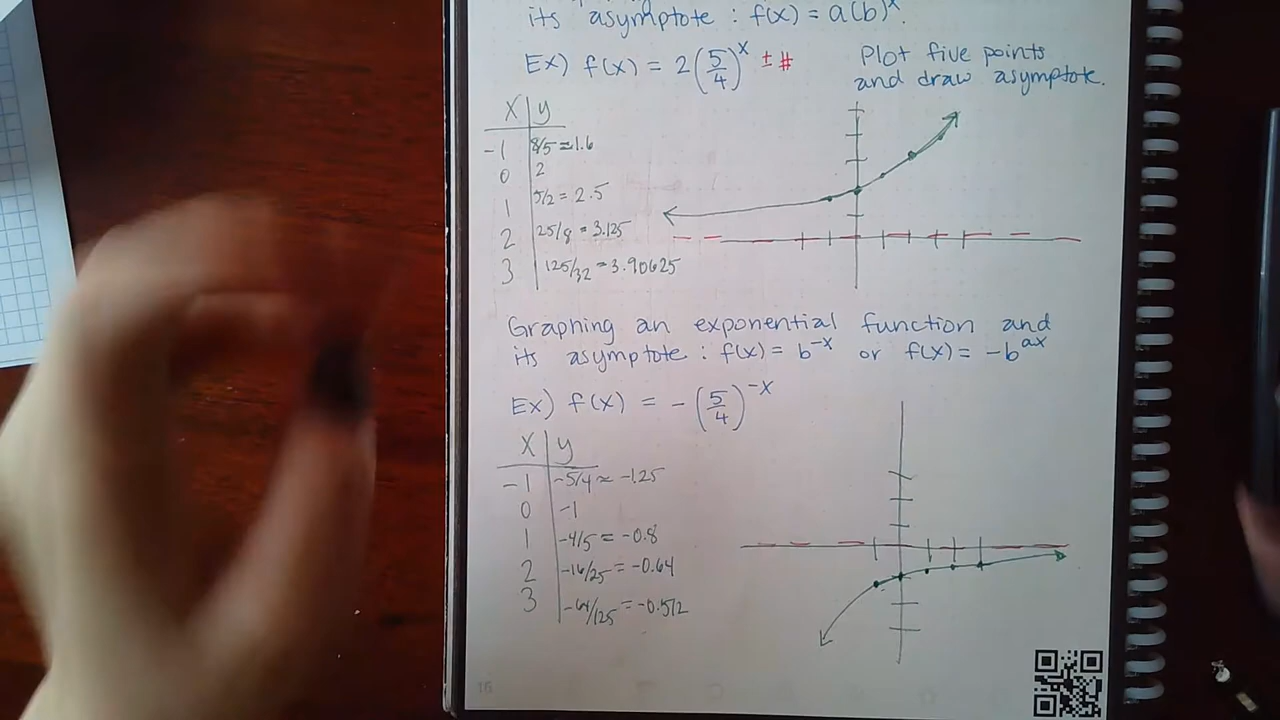 its asymptote : f(x) = a(b)^x.
Ex) f(x) = 2(5/4)^x ± #
Plot five points
and draw asymptote.
x | y
-1 | 8/5 = 1.6
0 | 2
1 | 5/2 = 2.5
2 | 25/8 = 3.125
3 | 125/32 = 3.90625
Graphing an exponential function and
its asymptote : f(x) = b^-x or f(x) = -b^ax
Ex) f(x) = -(5/4)^-x
x | y
-1 | -5/4 ≈ -1.25
0 | -1
1 | -4/5 = -0.8
2 | -16/25 = -0.64
3 | -64/125 = -0.512
16